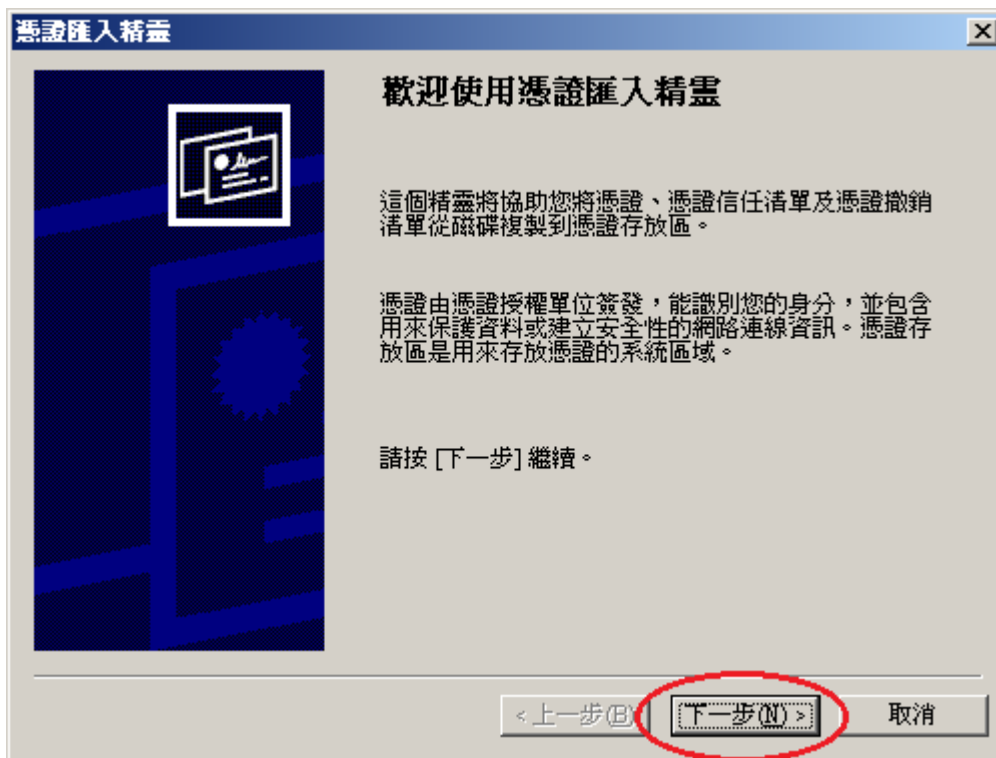 憑證匯入精靈
歡迎使用憑證匯入精靈
這個精靈將協助您將憑證、憑證信任清單及憑證撤銷
清單從磁碟複製到憑證存放區。
憑證由憑證授權單位簽發，能識別您的身分，並包含
用來保護資料或建立安全性的網路連線資訊。憑證存
放區是用來存放憑證的系統區域。
請按 [下一步] 繼續。
< 上一步(B) 下一步(N) > 取消